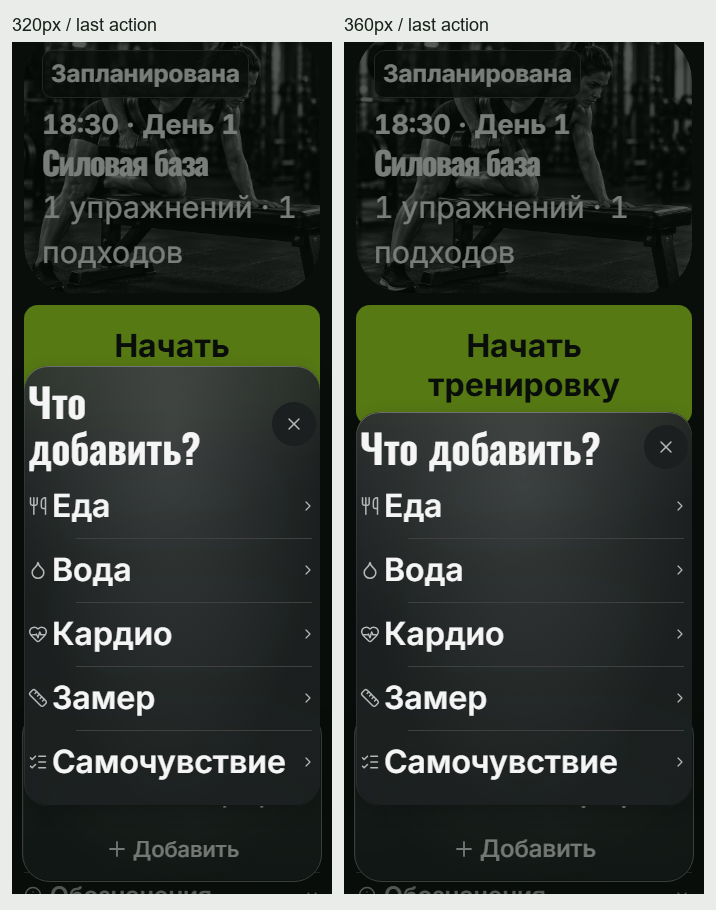 320px / last action
Запланирована
18:30 · День 1
Силовая база
1 упражнений · 1
подходов
Начать
Что
добавить?
Еда
Вода
Кардио
Замер
Самочувствие
Добавить
Обозначения
360px / last action
Запланирована
18:30 · День 1
Силовая база
1 упражнений · 1
подходов
Начать
тренировку
Что добавить?
Еда
Вода
Кардио
Замер
Самочувствие
Добавить
Обозначения